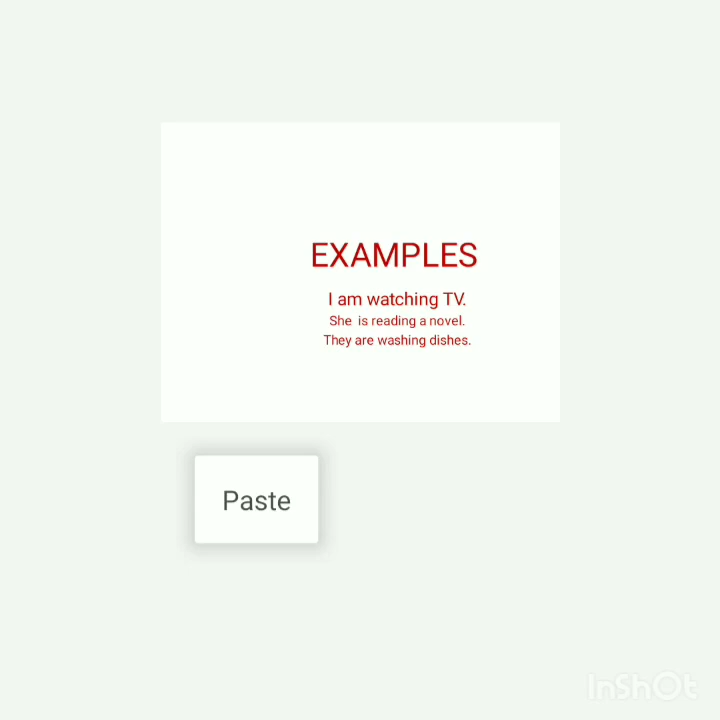 EXAMPLES
I am watching TV.
She is reading a novel.
They are washing dishes.
Paste
InShOt